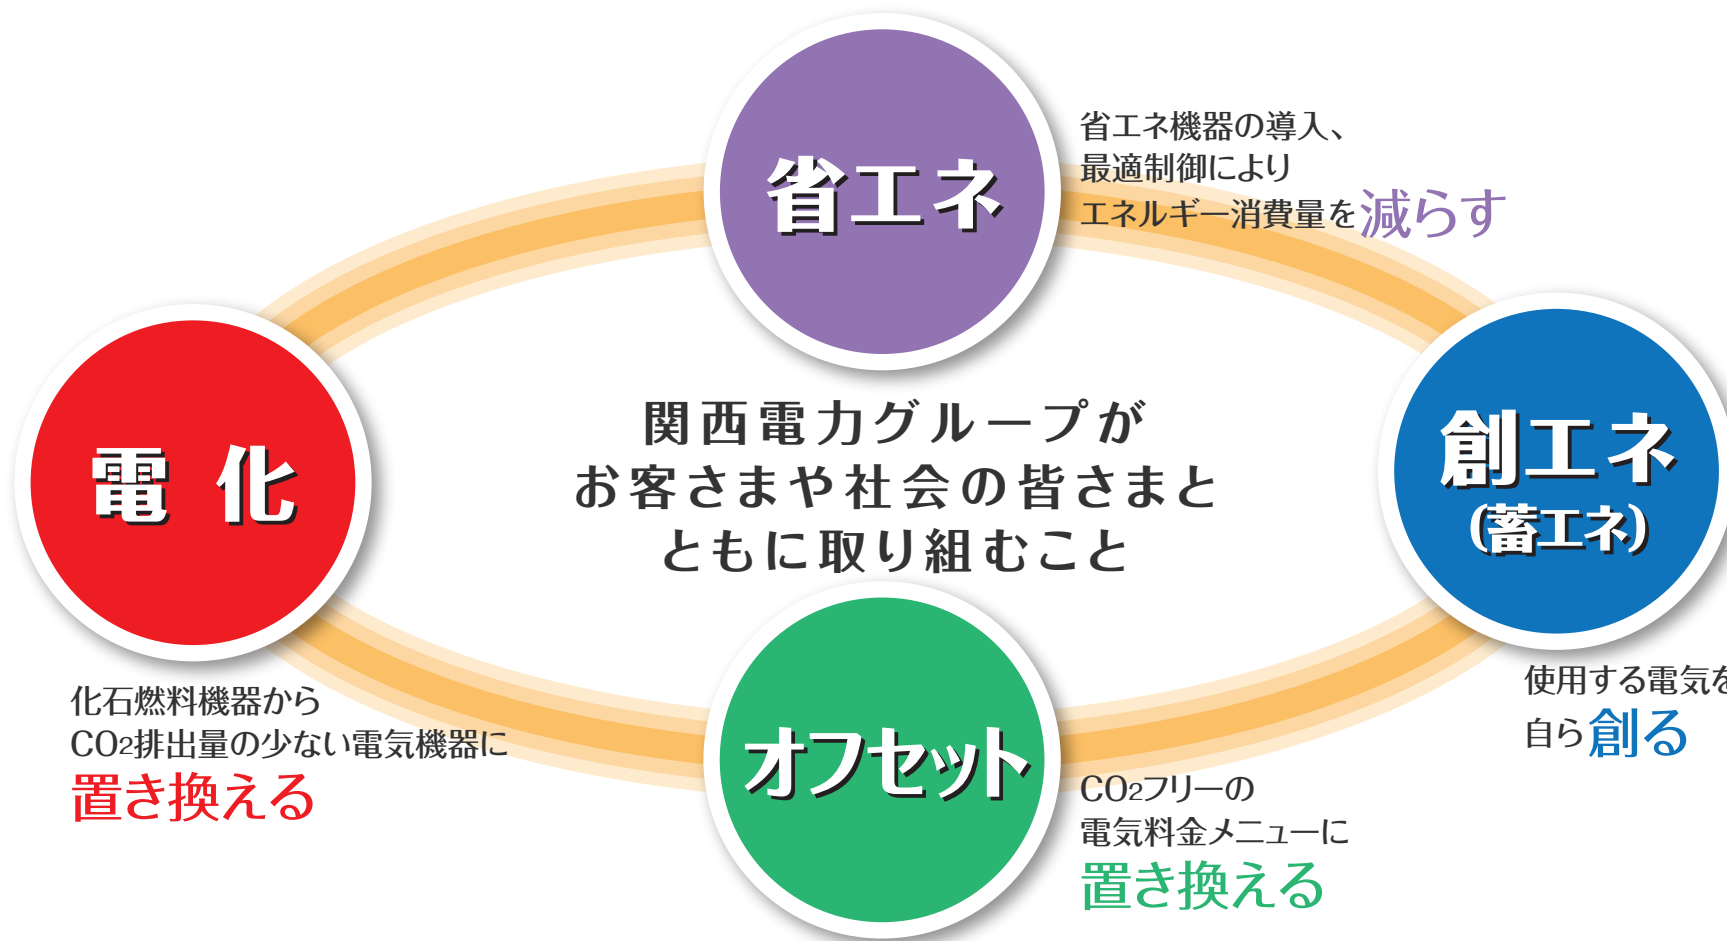 省エネ
省エネ機器の導入、
最適制御により
エネルギー消費量を減らす
電化
化石燃料機器から
CO2排出量の少ない電気機器に
置き換える
関西電力グループが
お客さまや社会の皆さまと
ともに取り組むこと
創エネ
(蓄エネ)
使用する電気を
自ら創る
オフセット
CO2フリーの
電気料金メニューに
置き換える